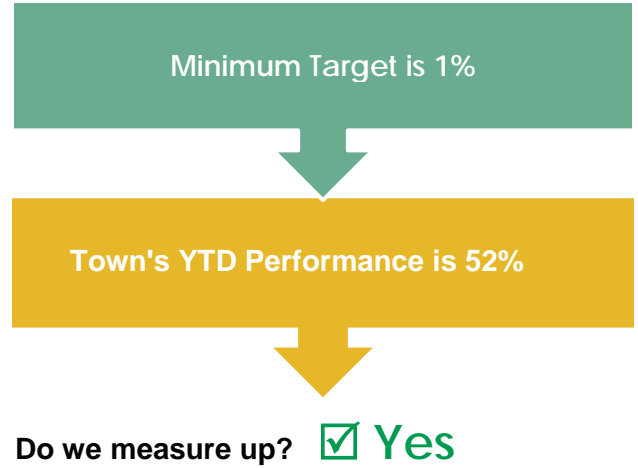 Minimum Target is 1%
Town's YTD Performance is 52%
Do we measure up? ☑ Yes